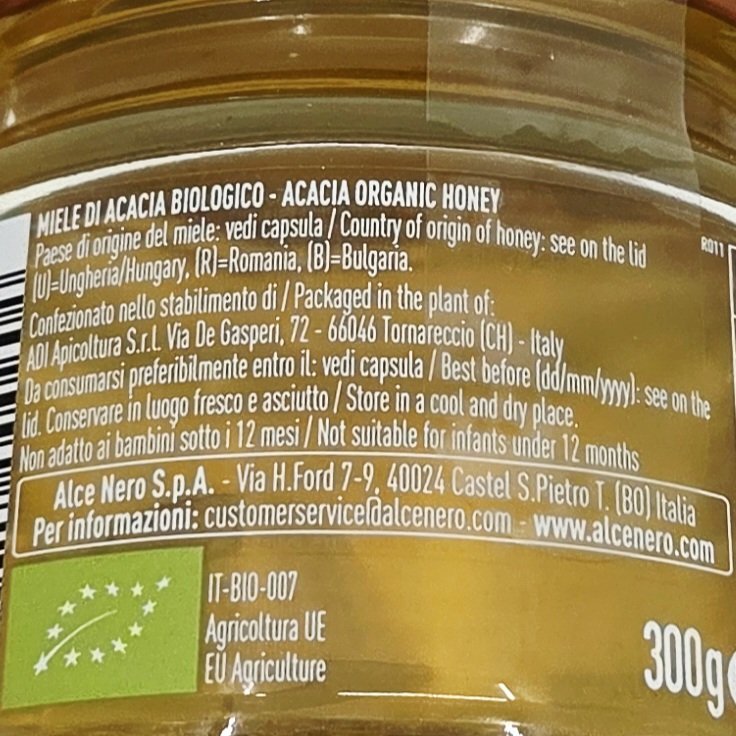 MIELE DI ACACIA BIOLOGICO - ACACIA ORGANIC HONEY
Paese di origine del miele: vedi capsula / Country of origin of honey: see on the lid
(U)=Ungheria/Hungary, (R)=Romania, (B)=Bulgaria.
Confezionato nello stabilimento di / Packaged in the plant of:
ADI Apicoltura S.r.l. Via De Gasperi, 72 - 66046 Tornareccio (CH) - Italy
Da consumarsi preferibilmente entro il: vedi capsula / Best before (dd/mm/yyyy): see on the
lid. Conservare in luogo fresco e asciutto / Store in a cool and dry place.
Non adatto ai bambini sotto i 12 mesi / Not suitable for infants under 12 months
Alce Nero S.p.A. - Via H.Ford 7-9, 40024 Castel S.Pietro T. (BO) Italia
Per informazioni: customerservice@alcenero.com - www.alcenero.com
R011
IT-BIO-007
Agricoltura UE
EU Agriculture
300g